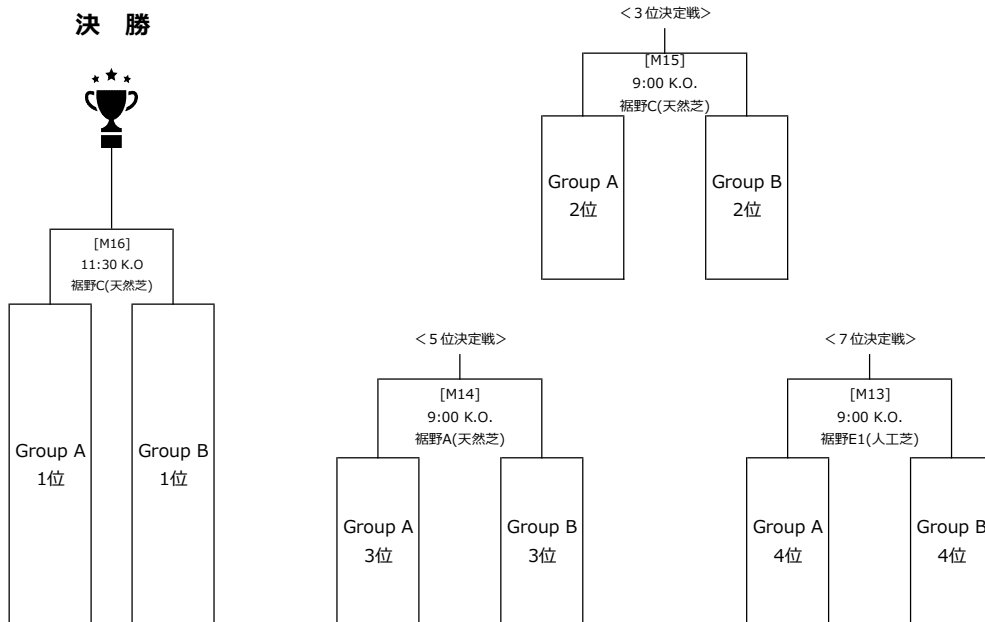 決 勝
[M16]
11:30 K.O
裾野C(天然芝)
Group A
1位
Group B
1位
＜３位決定戦＞
[M15]
9:00 K.O.
裾野C(天然芝)
Group A
2位
Group B
2位
＜５位決定戦＞
[M14]
9:00 K.O.
裾野A(天然芝)
Group A
3位
Group B
3位
＜７位決定戦＞
[M13]
9:00 K.O.
裾野E1(人工芝)
Group A
4位
Group B
4位